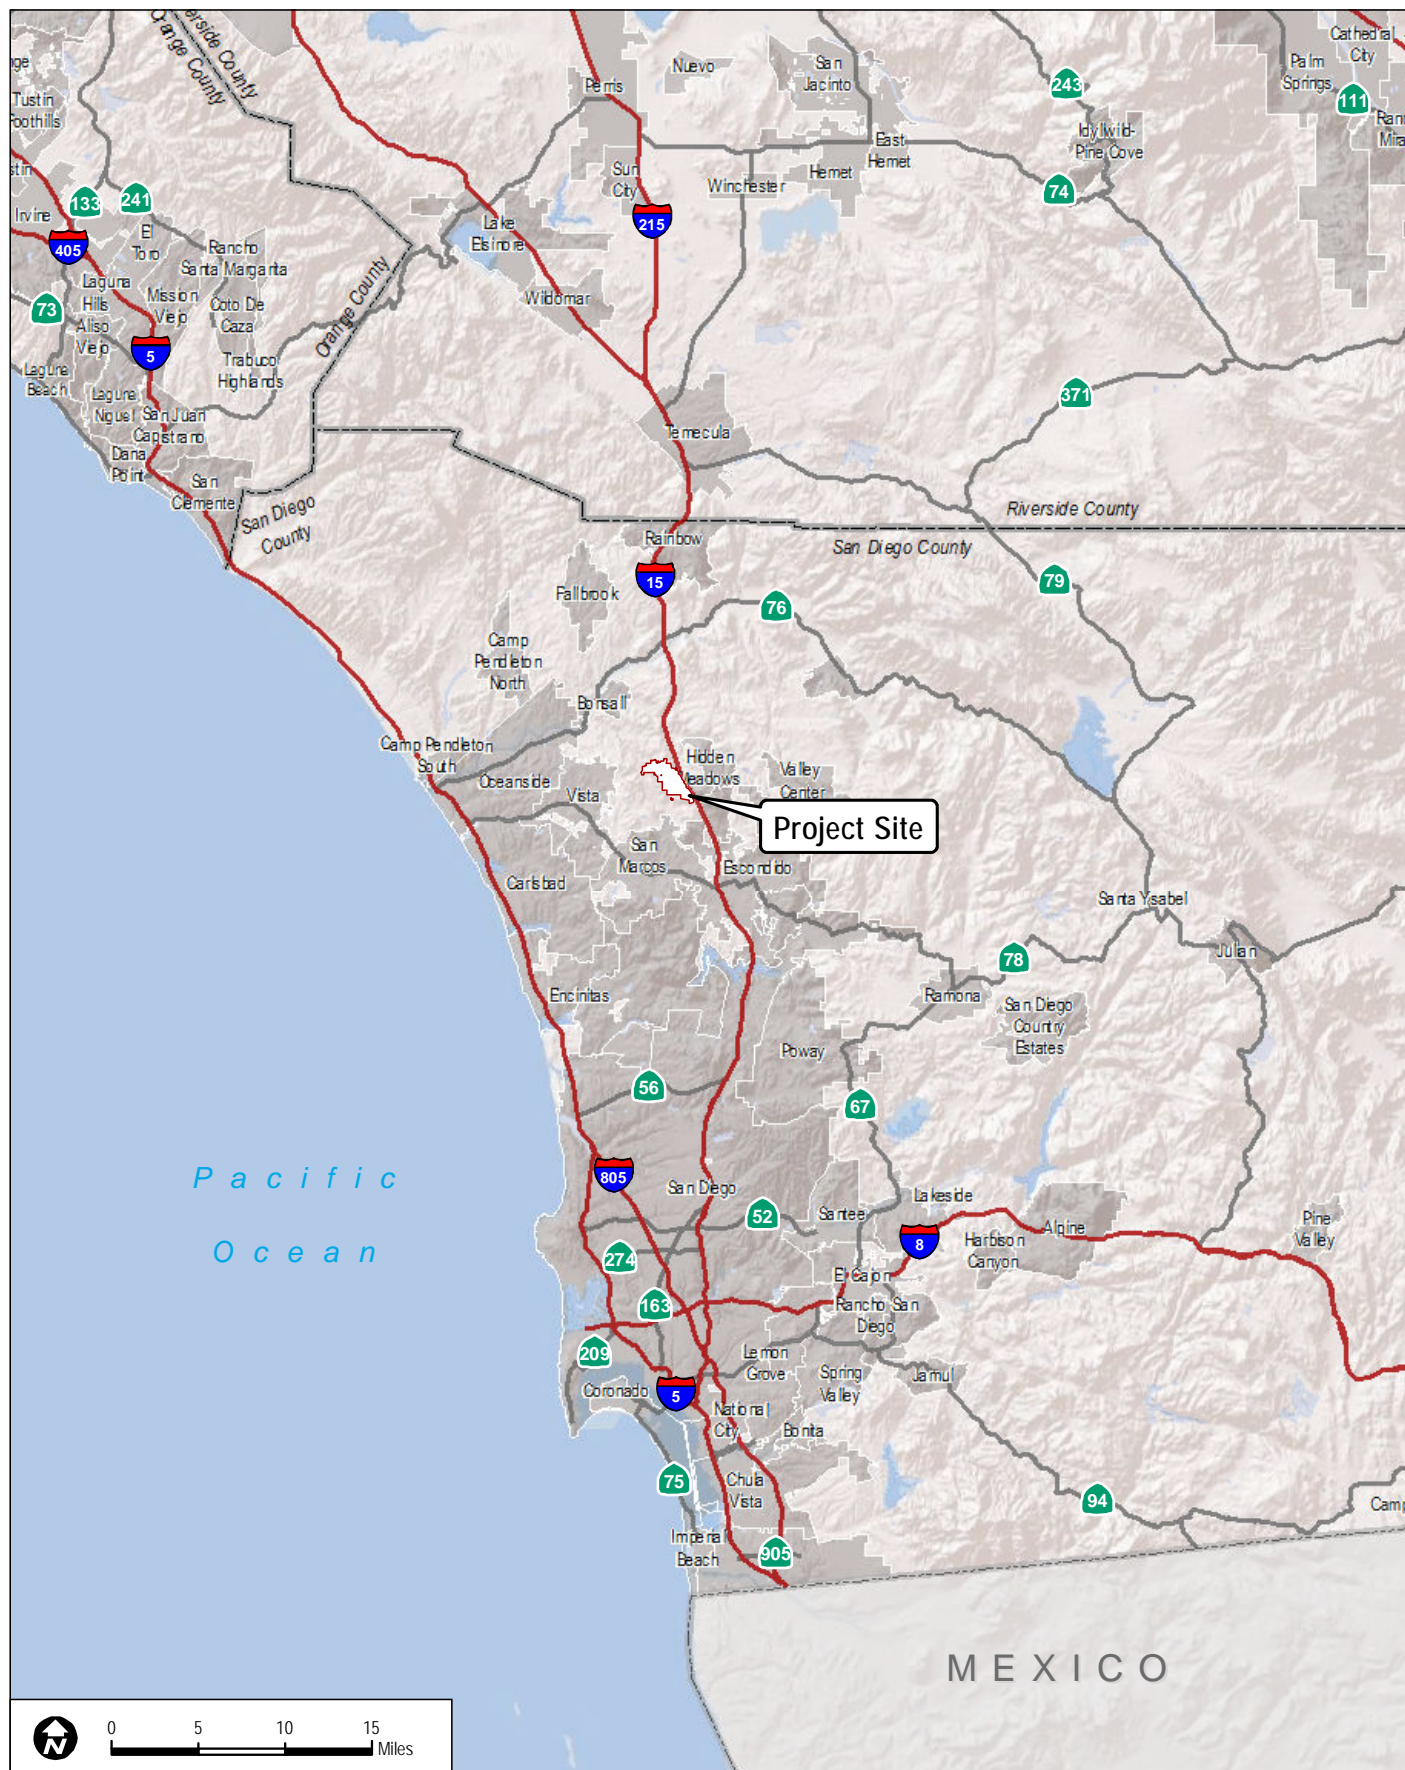 Riverside County
Orange County
Cathedral
City
Palm
Springs
111
Nuevo
San
Jacinto
243
Perris
Tustin
Foothills
Idyllwild-
Pine Cove
East
Hemet
Hemet
Sun
City
Winchester
74
133
241
Irvine
405
El
Toro
Lake
Elsinore
215
Rancho
Santa Margarita
Laguna
Hills
Mission
Viejo
Coto De
Caza
Wildomar
Orange County
73
Aliso
Viejo
5
Trabuco
Highlands
Laguna
Beach
Laguna
Niguel
San Juan
Capistrano
371
Temecula
Dana
Point
San
Clemente
San Diego
County
Riverside County
San Diego County
Rainbow
15
79
Fallbrook
76
Camp
Pendleton
North
Bonsall
Camp Pendleton
South
Hidden
Meadows
Valley
Center
Oceanside
Vista
Project Site
San
Marcos
Escondido
Carlsbad
Santa Ysabel
Julian
78
Encinitas
Ramona
San Diego
Country
Estates
Poway
56
67
Pacific
Ocean
805
San Diego
52
Santee
Lakeside
8
Harbison
Canyon
Alpine
Pine
Valley
274
El Cajon
163
Rancho San
Diego
209
Lemon
Grove
Spring
Valley
Jamul
Coronado
5
National
City
Bonita
75
Chula
Vista
94
Imperial
Beach
905
MEXICO
N
0 5 10 15
Miles